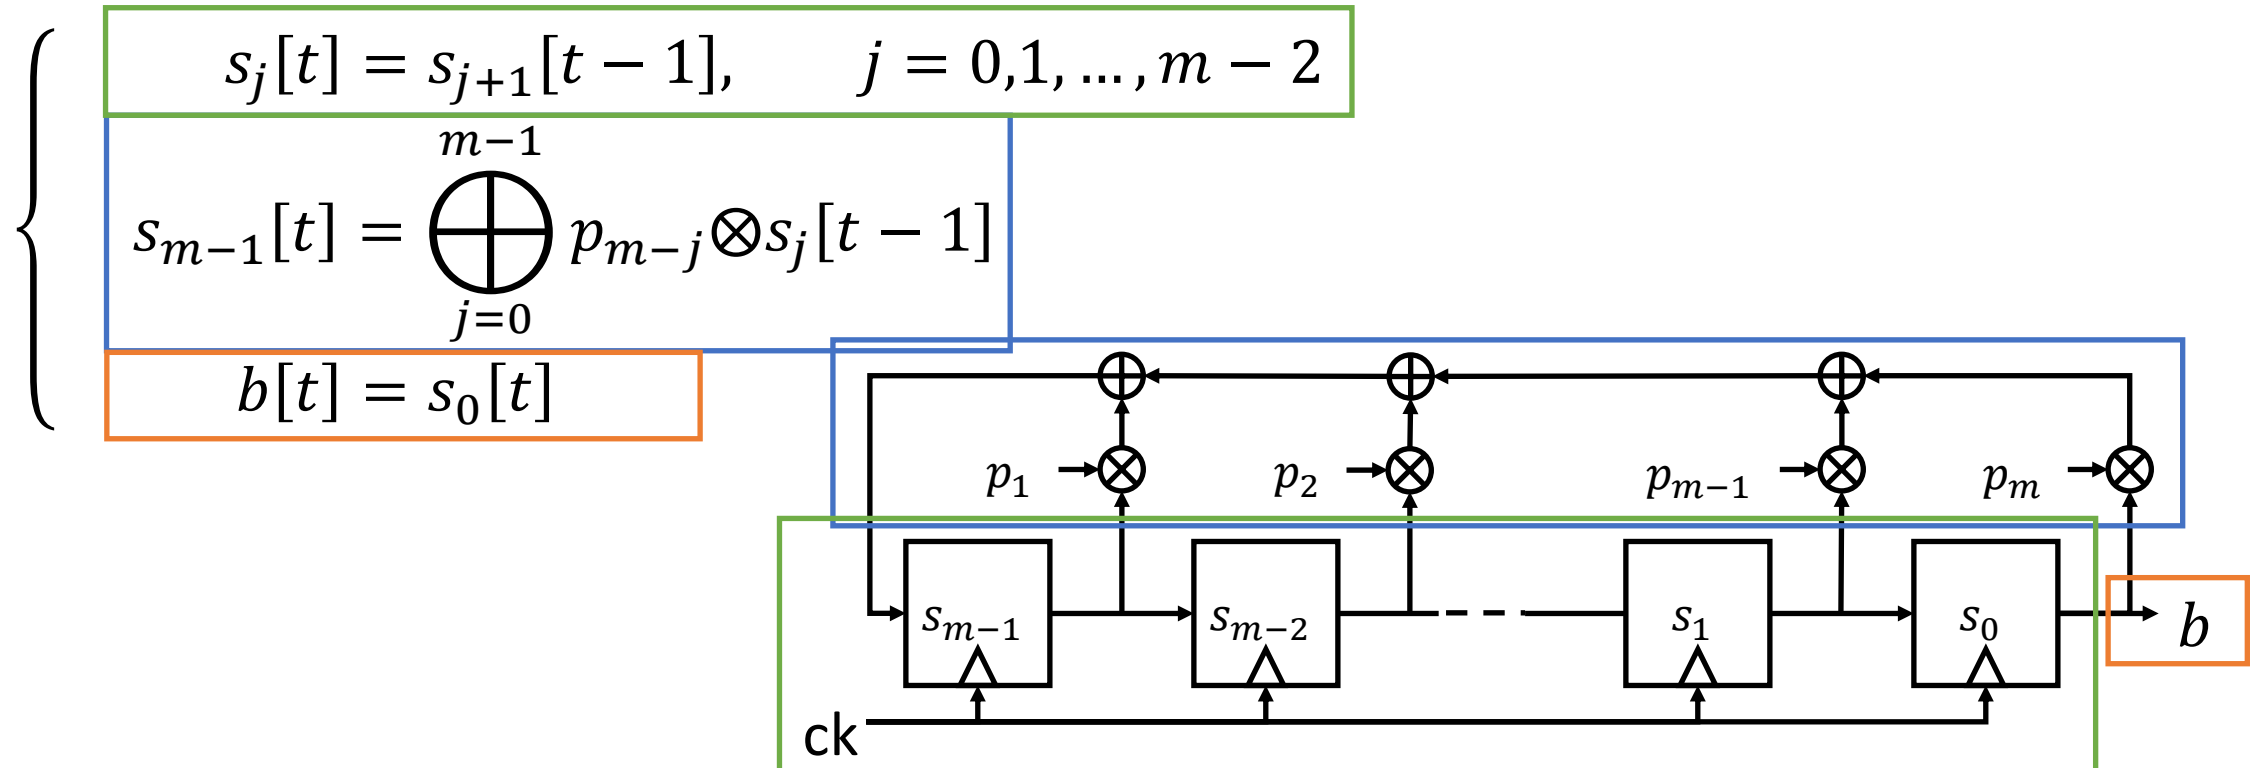 s_j[t] = s_{j+1}[t − 1], j = 0,1, … , m − 2
s_{m−1}[t] = ⨁_{j=0}^{m−1} p_{m−j}⊗s_j[t − 1]
b[t] = s_0[t]
p_1 p_2 p_{m−1} p_m
s_{m−1} s_{m−2} s_1 s_0 b
ck